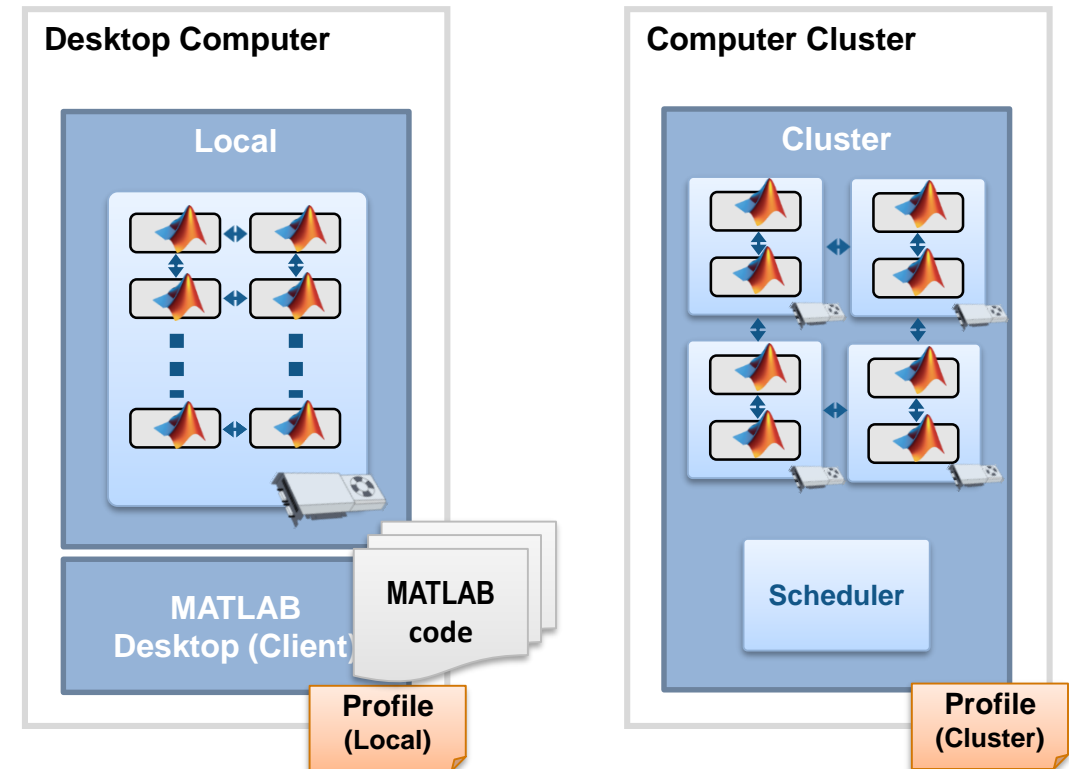 Desktop Computer
Local
MATLAB
Desktop (Client)
MATLAB
code
Profile
(Local)
Computer Cluster
Cluster
Scheduler
Profile
(Cluster)